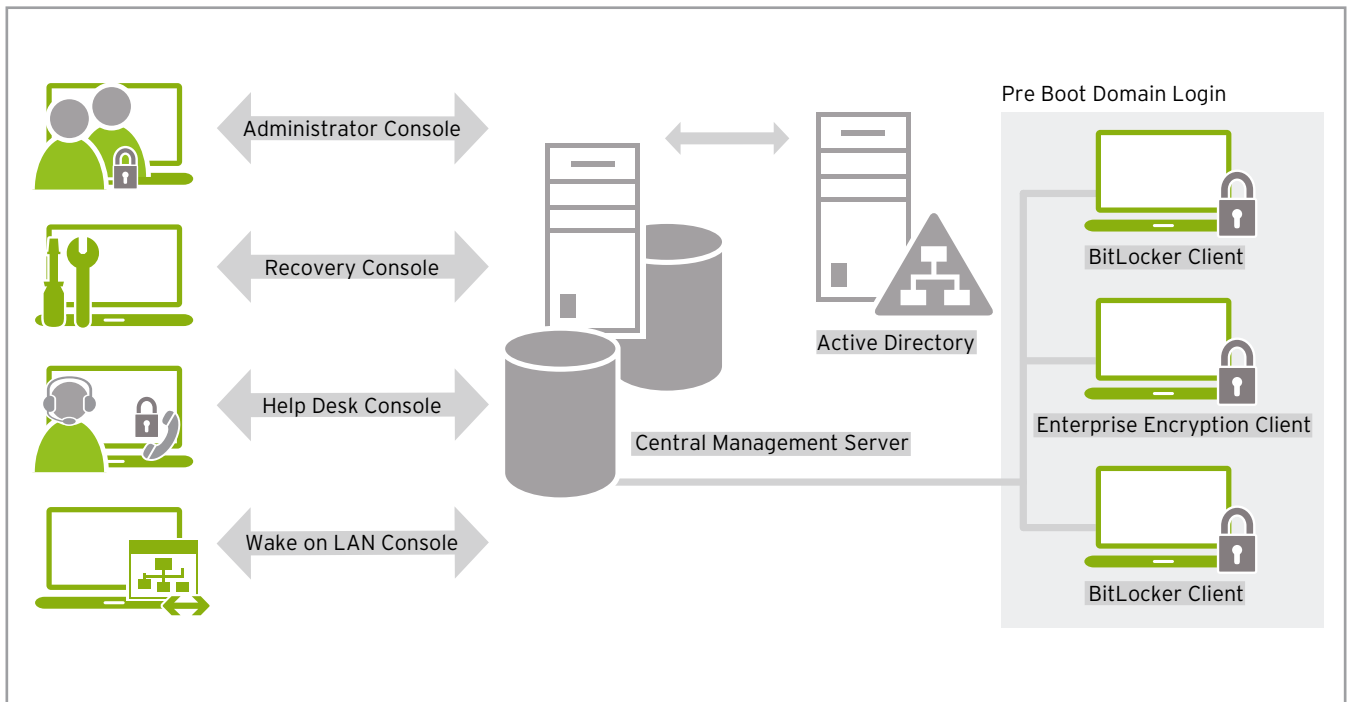 Pre Boot Domain Login
Administrator Console
Recovery Console
Help Desk Console
Wake on LAN Console
Central Management Server
Active Directory
BitLocker Client
Enterprise Encryption Client
BitLocker Client